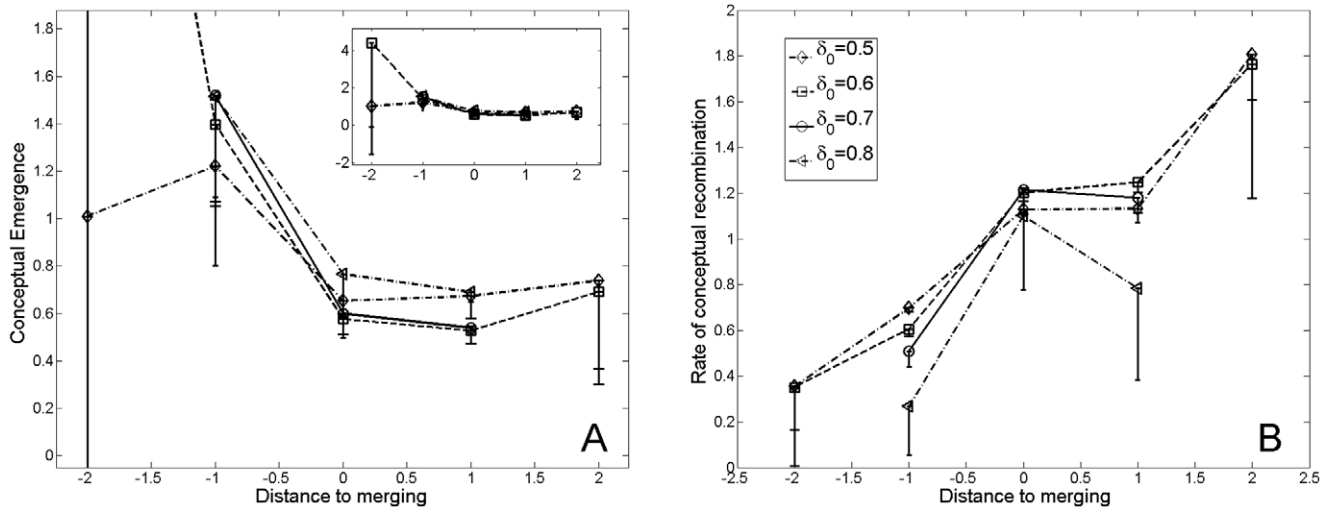 Conceptual Emergence
1.8
1.6
1.4
1.2
1
0.8
0.6
0.4
0.2
0
-2 -1.5 -1 -0.5 0 0.5 1 1.5 2
Distance to merging
4
2
0
-2
-2 -1 0 1 2
A
Rate of conceptual recombination
2
1.8
1.6
1.4
1.2
1
0.8
0.6
0.4
0.2
0
-2.5 -2 -1.5 -1 -0.5 0 0.5 1 1.5 2 2.5
Distance to merging
δ₀=0.5
δ₀=0.6
δ₀=0.7
δ₀=0.8
B